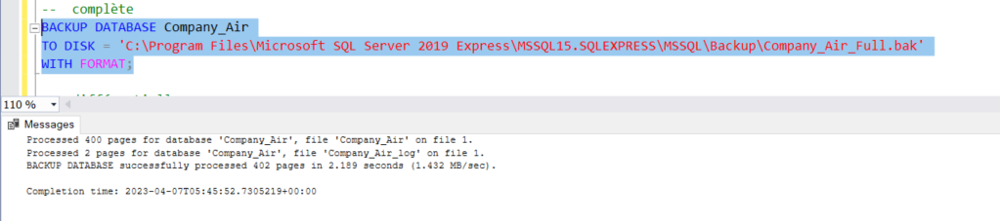 -- complète
BACKUP DATABASE Company_Air
TO DISK = 'C:\Program Files\Microsoft SQL Server 2019 Express\MSSQL15.SQLEXPRESS\MSSQL\Backup\Company_Air_Full.bak'
WITH FORMAT;
110 %
Messages
Processed 400 pages for database 'Company_Air', file 'Company_Air' on file 1.
Processed 2 pages for database 'Company_Air', file 'Company_Air_log' on file 1.
BACKUP DATABASE successfully processed 402 pages in 2.189 seconds (1.432 MB/sec).
Completion time: 2023-04-07T05:45:52.7305219+00:00